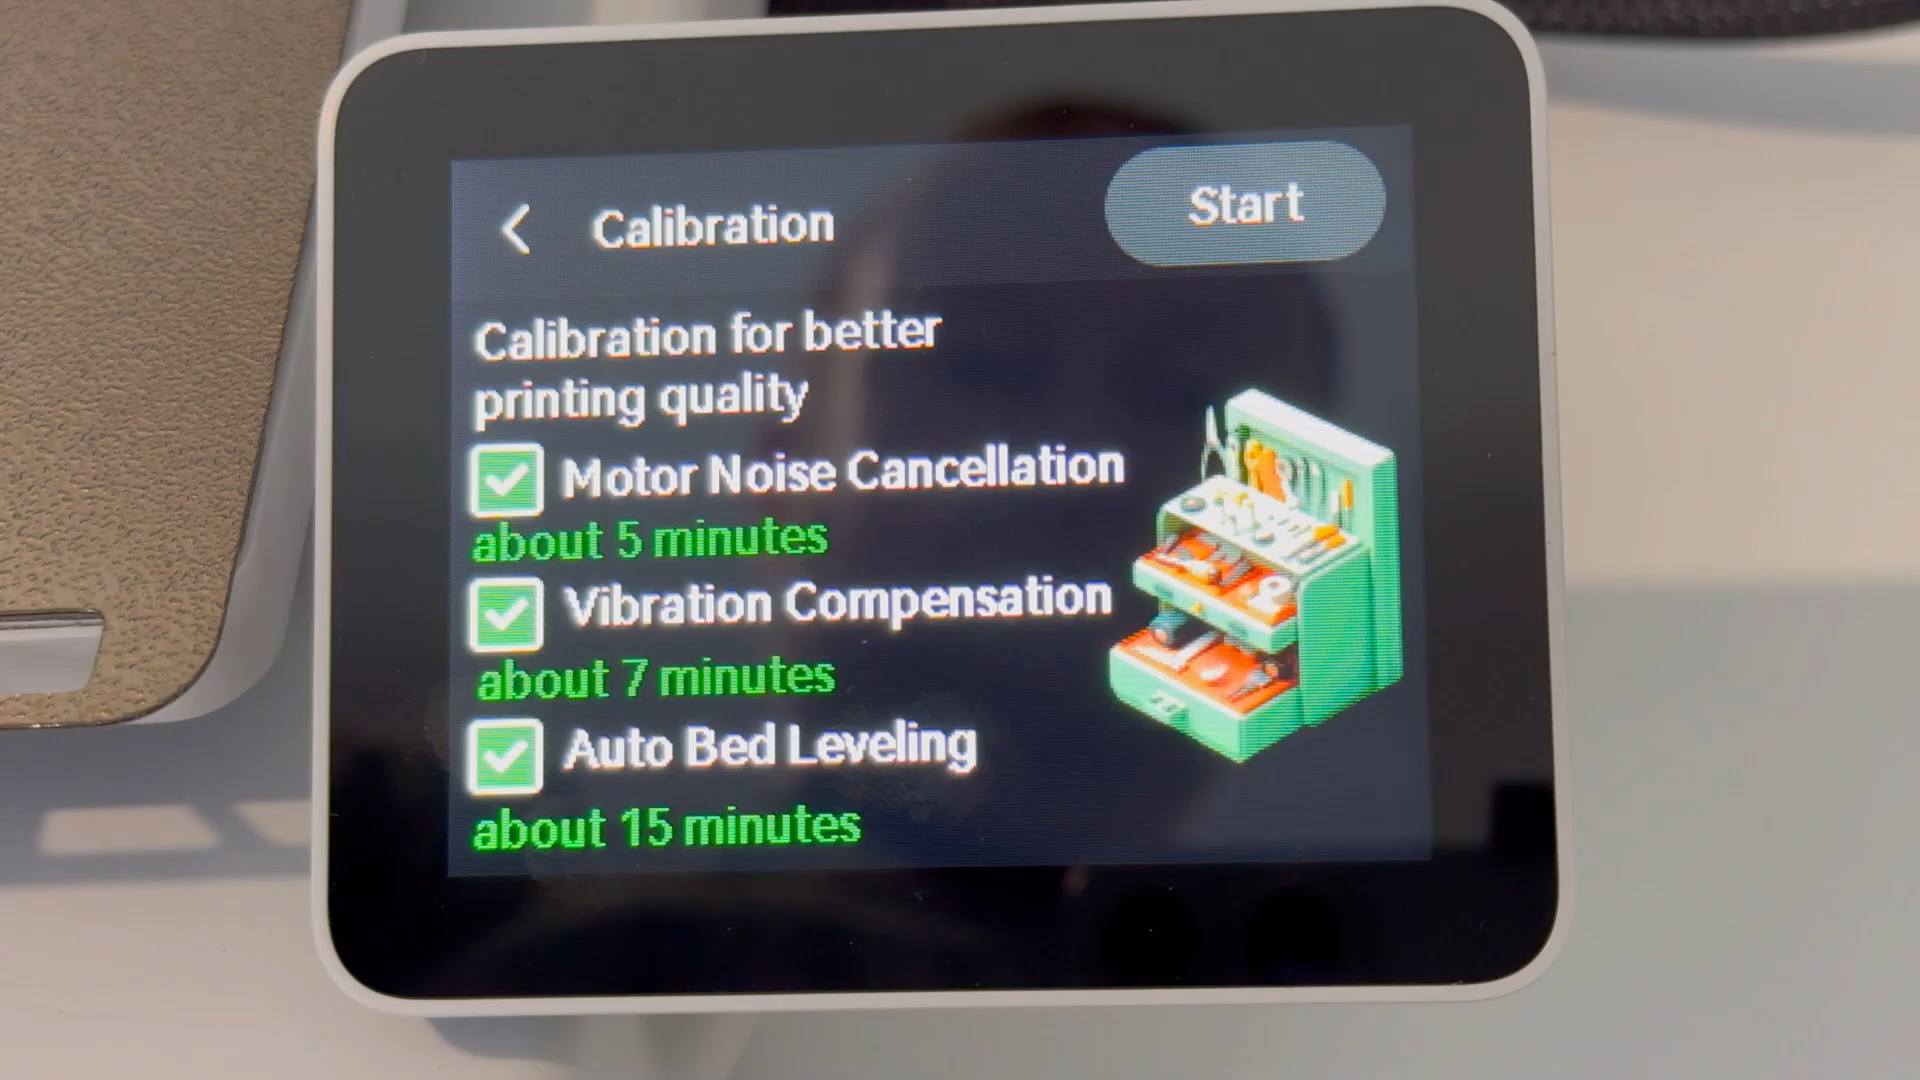 Calibration
Start
Calibration for better
printing quality
Motor Noise Cancellation
about 5 minutes
Vibration Compensation
about 7 minutes
Auto Bed Leveling
about 15 minutes